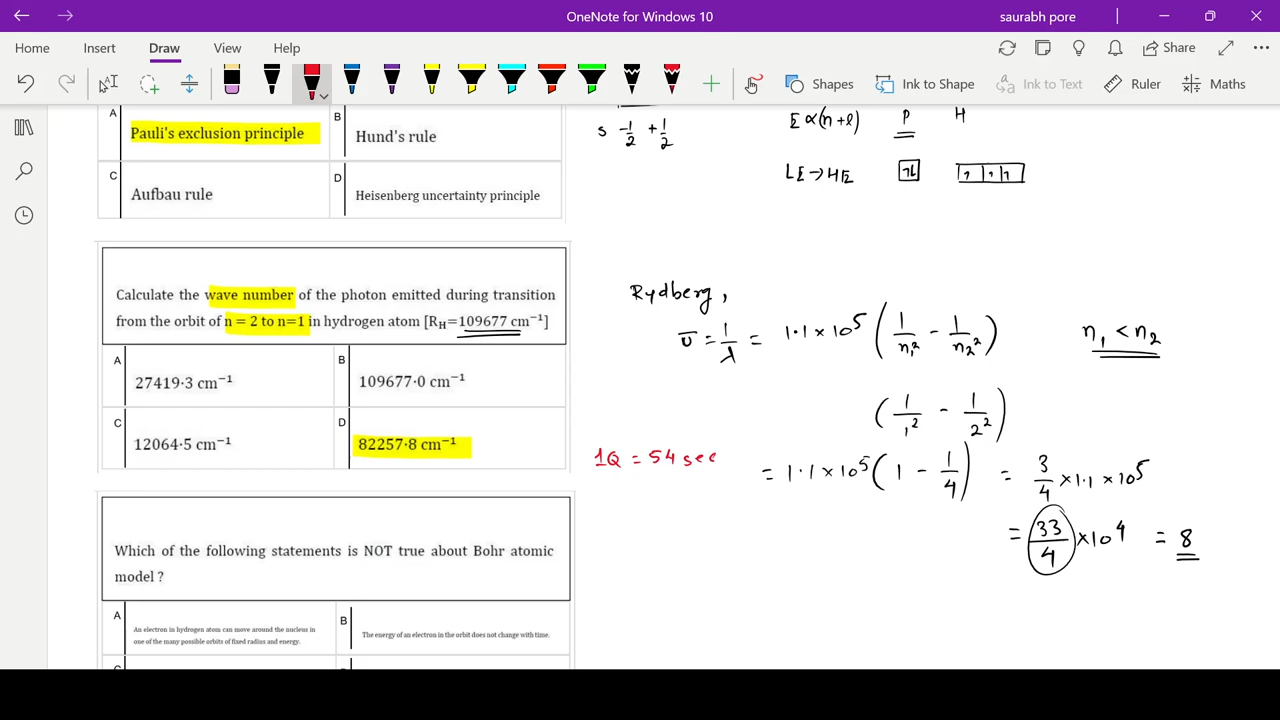 OneNote for Windows 10
saurabh pore
Home Insert Draw View Help
Share
Shapes
Ink to Shape
Ink to Text
Ruler
Maths
A Pauli's exclusion principle
B Hund's rule
C Aufbau rule
D Heisenberg uncertainty principle
s -1/2 +1/2
E ∝ (n+l) P H
LE → HE
Calculate the wave number of the photon emitted during transition
from the orbit of n = 2 to n=1 in hydrogen atom [R_H=109677 cm⁻¹]
A 27419·3 cm⁻¹
B 109677·0 cm⁻¹
C 12064·5 cm⁻¹
D 82257·8 cm⁻¹
Rydberg,
ν̄ = 1/λ = 1·1 × 10⁵ (1/n₁² - 1/n₂²) n₁ < n₂
(1/1² - 1/2²)
1Q = 54 sec
= 1·1 × 10⁵ (1 - 1/4) = 3/4 × 1·1 × 10⁵
= 33/4 × 10⁴ = 8
Which of the following statements is NOT true about Bohr atomic
model ?
A An electron in hydrogen atom can move around the nucleus in
one of the many possible orbits of fixed radius and energy.
B The energy of an electron in the orbit does not change with time.